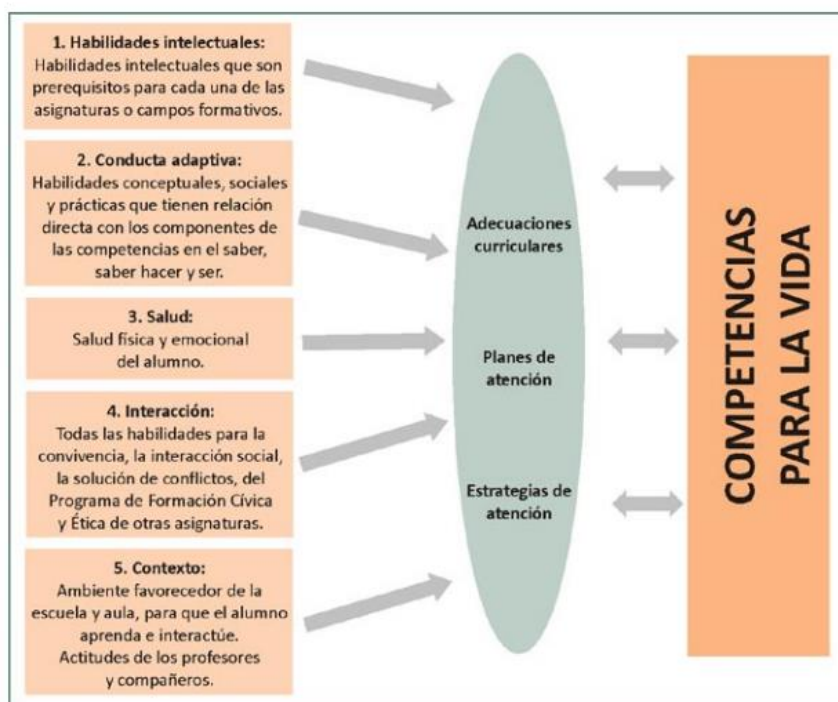 1. Habilidades intelectuales:
Habilidades intelectuales que son
prerequisitos para cada una de las
asignaturas o campos formativos.
2. Conducta adaptiva:
Habilidades conceptuales, sociales
y prácticas que tienen relación
directa con los componentes de
las competencias en el saber,
saber hacer y ser.
3. Salud:
Salud física y emocional
del alumno.
4. Interacción:
Todas las habilidades para la
convivencia, la interacción social,
la solución de conflictos, del
Programa de Formación Cívica
y Ética de otras asignaturas.
5. Contexto:
Ambiente favorecedor de la
escuela y aula, para que el alumno
aprenda e interactúe.
Actitudes de los profesores
y compañeros.
Adecuaciones
curriculares
Planes de
atención
Estrategias de
atención
COMPETENCIAS
PARA LA VIDA